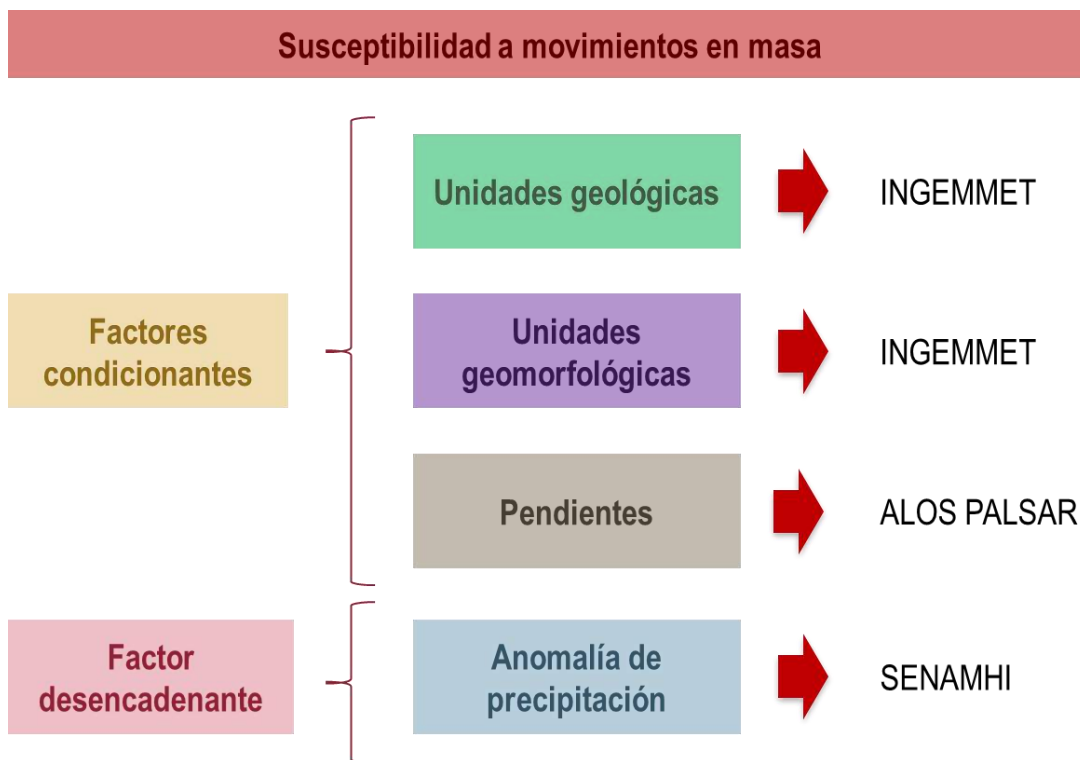 Susceptibilidad a movimientos en masa
Factores
condicionantes
Unidades geológicas
INGEMMET
Unidades
geomorfológicas
INGEMMET
Pendientes
ALOS PALSAR
Factor
desencadenante
Anomalía de
precipitación
SENAMHI